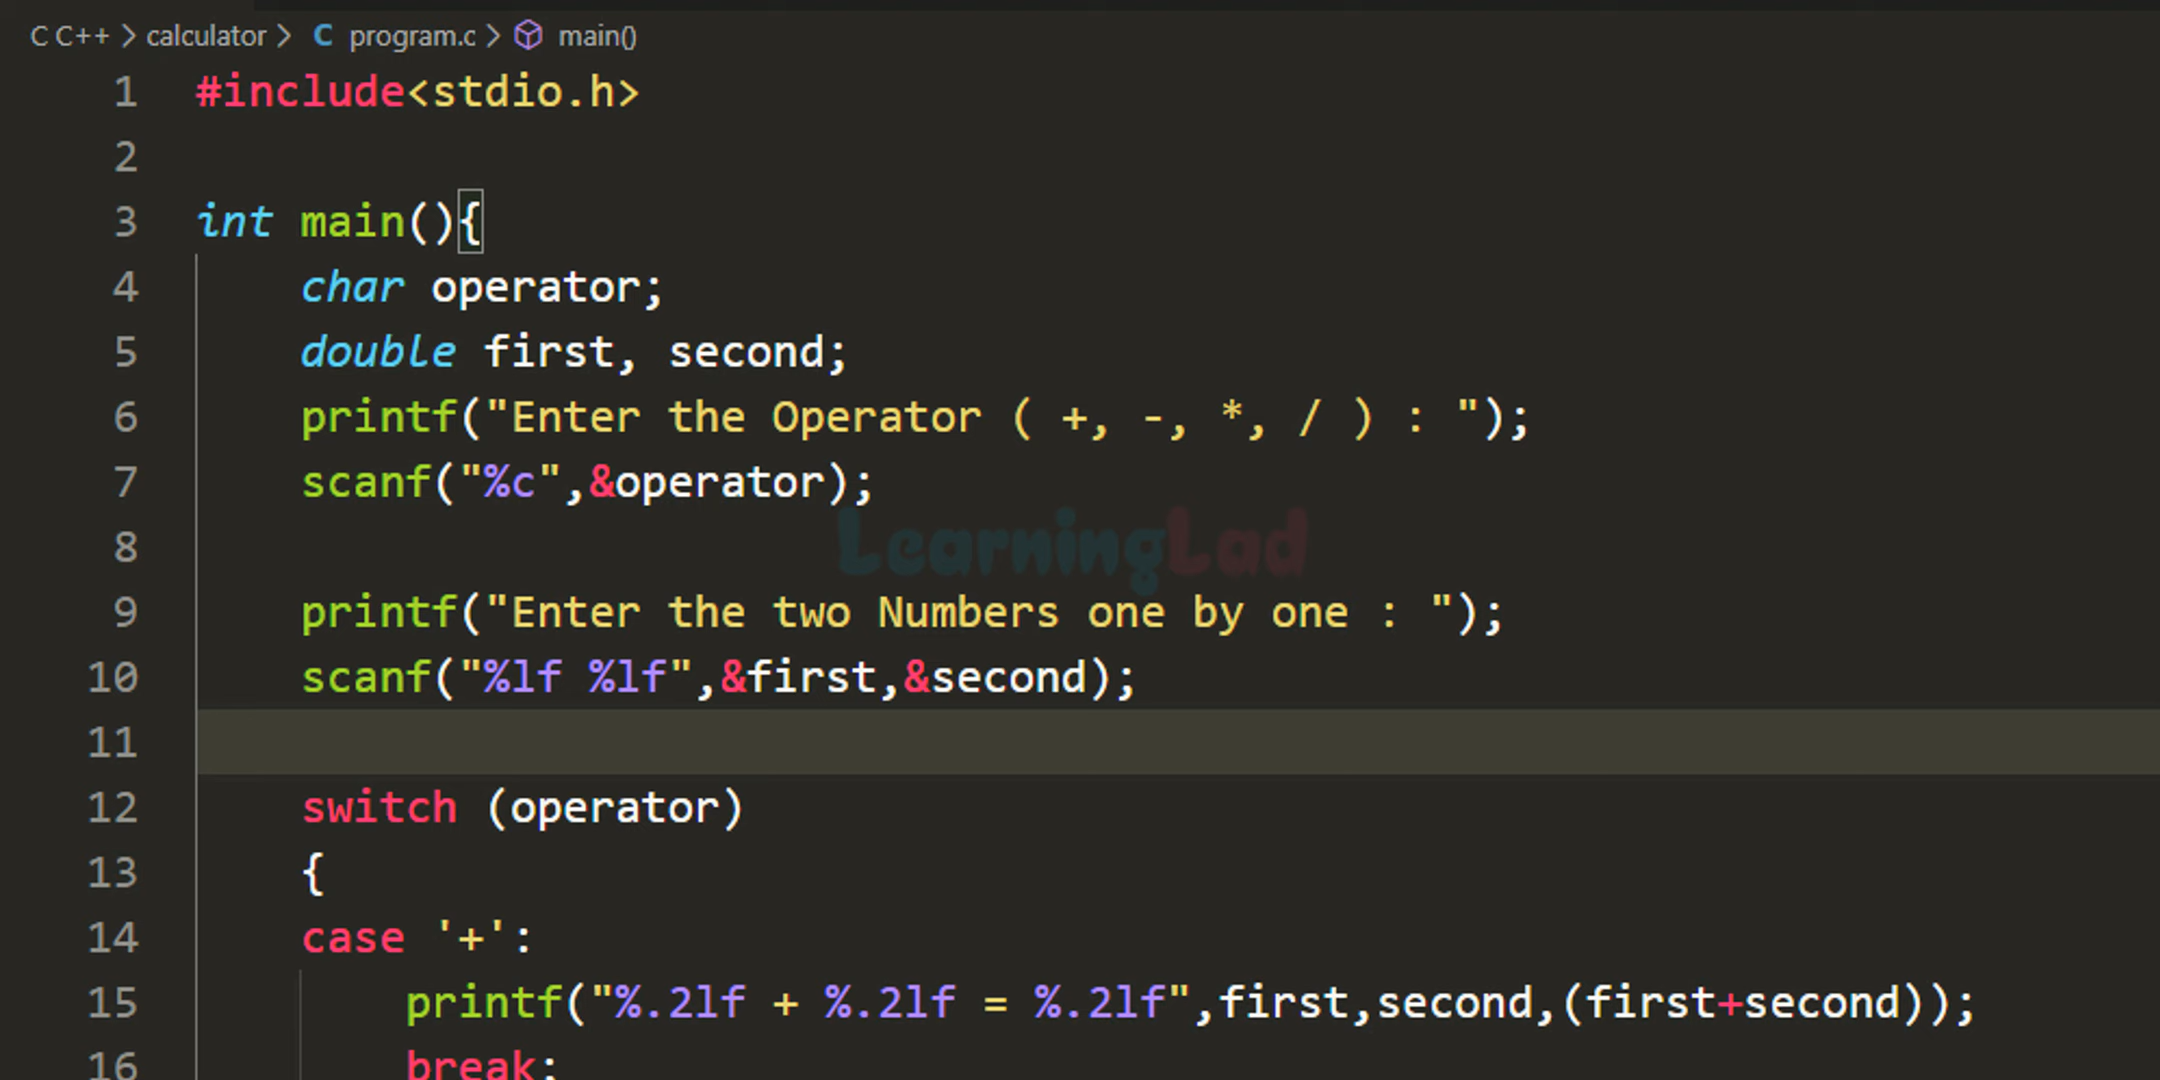 C C++ > calculator > C program.c > main()
1 #include<stdio.h>
2
3 int main(){
4     char operator;
5     double first, second;
6     printf("Enter the Operator ( +, -, *, / ) : ");
7     scanf("%c",&operator);
LearningLad
8
9     printf("Enter the two Numbers one by one : ");
10     scanf("%lf %lf",&first,&second);
11
12     switch (operator)
13     {
14     case '+':
15         printf("%.2lf + %.2lf = %.2lf",first,second,(first+second));
16         break;